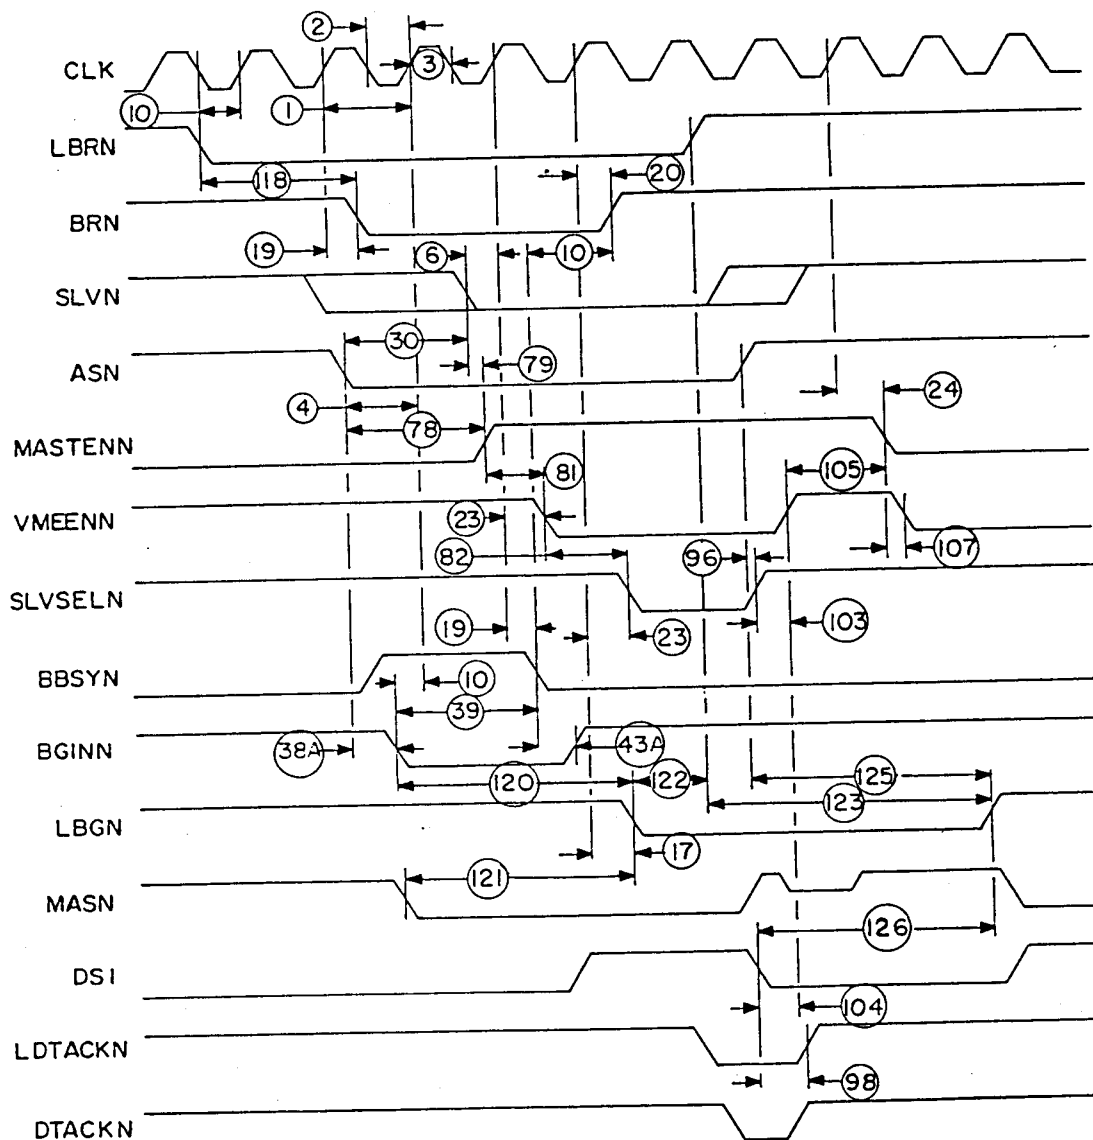 2
CLK
3
10
1
LBRN
118
20
BRN
19
6
10
SLVN
30
ASN
79
4
78
24
MASTENN
81
105
VMEENN
23
82
96
107
SLVSELN
19
23
103
BBSYN
10
39
BGINN
38A
43A
120
122
125
123
LBGN
17
121
MASN
126
DSI
104
LDTACKN
98
DTACKN